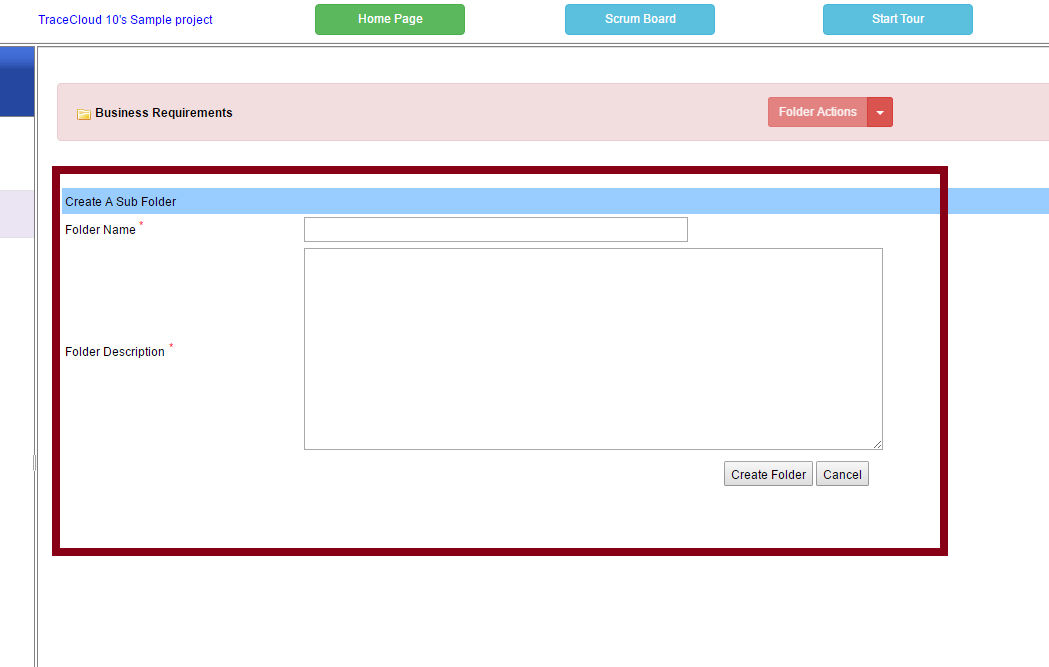 TraceCloud 10's Sample project
Home Page
Scrum Board
Start Tour
Business Requirements
Folder Actions
Create A Sub Folder
Folder Name *
Folder Description *
Create Folder
Cancel